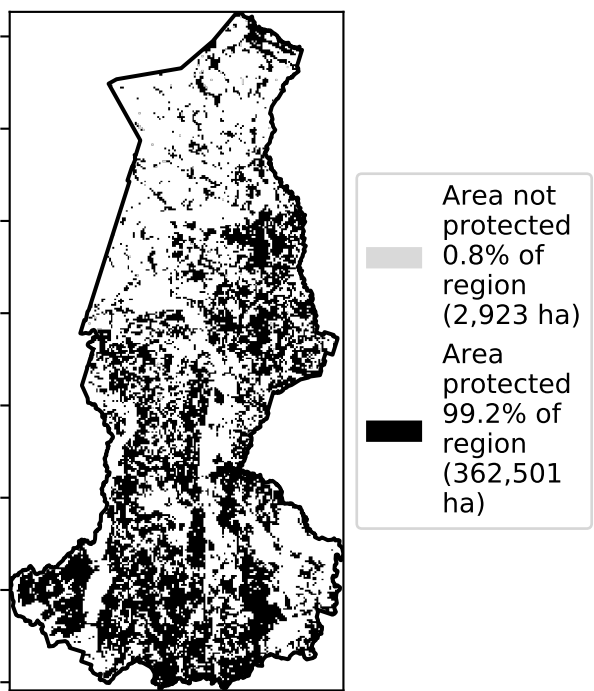 Area not
protected
0.8% of
region
(2,923 ha)
Area
protected
99.2% of
region
(362,501
ha)